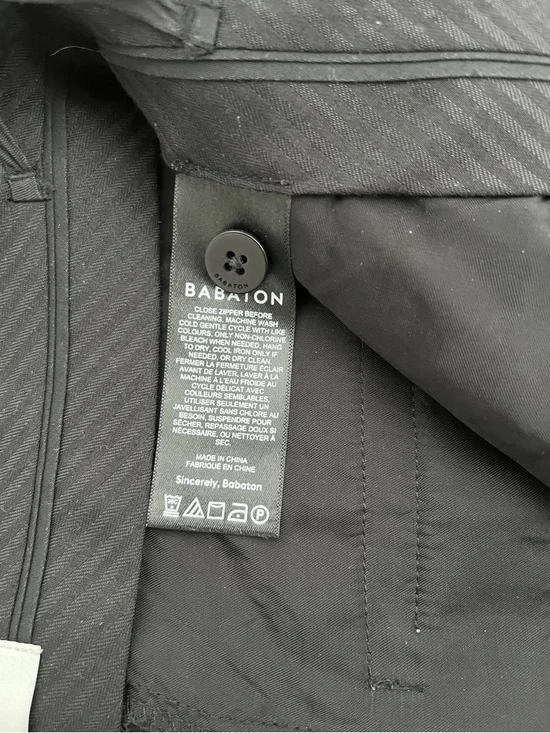 BABATON
BABATON
CLOSE ZIPPER BEFORE
CLEANING. MACHINE WASH
COLD GENTLE CYCLE WITH LIKE
COLOURS. ONLY NON-CHLORINE
BLEACH WHEN NEEDED, HANG
TO DRY, COOL IRON ONLY IF
NEEDED, OR DRY CLEAN.
FERMER LA FERMETURE ÉCLAIR
AVANT DE LAVER, LAVER À LA
MACHINE À L'EAU FROIDE AU
CYCLE DÉLICAT AVEC
COULEURS SEMBLABLES,
UTILISER SEULEMENT UN
JAVELLISANT SANS CHLORE AU
BESOIN, SUSPENDRE POUR
SÉCHER, REPASSAGE DOUX SI
NÉCESSAIRE, OU NETTOYER À
SEC.
MADE IN CHINA
FABRIQUÉ EN CHINE
Sincerely, Babaton
30C P